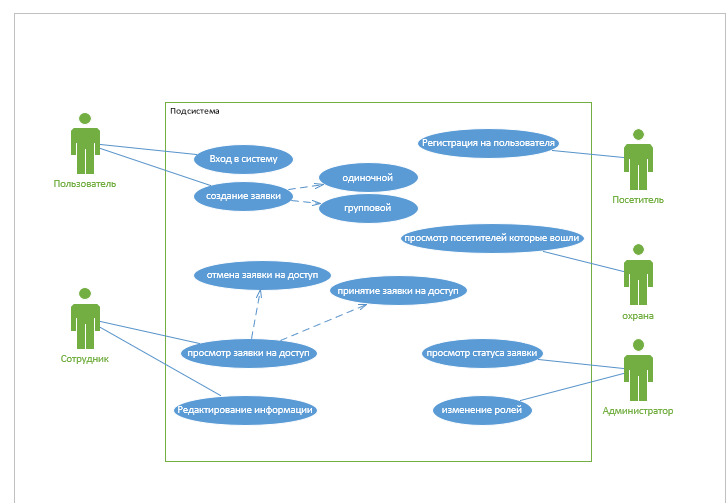 Подсистема
Регистрация на пользователя
Вход в систему
одиночной
Пользователь
создание заявки
Посетитель
групповой
просмотр посетителей которые вошли
отмена заявки на доступ
принятие заявки на доступ
охрана
просмотр заявки на доступ
просмотр статуса заявки
Сотрудник
Редактирование информации
изменение ролей
Администратор